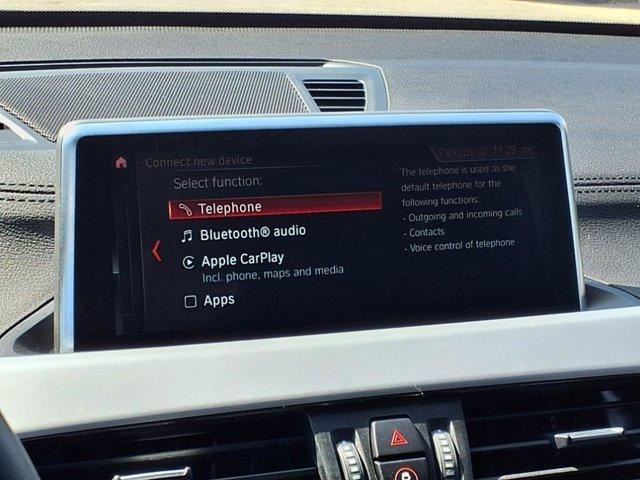 Connect new device
Pickups 11:28 am
Select function:
Telephone
Bluetooth® audio
Apple CarPlay
Incl. phone, maps and media
Apps
The telephone is used as the
default telephone for the
following functions:
- Outgoing and incoming calls
- Contacts
- Voice control of telephone